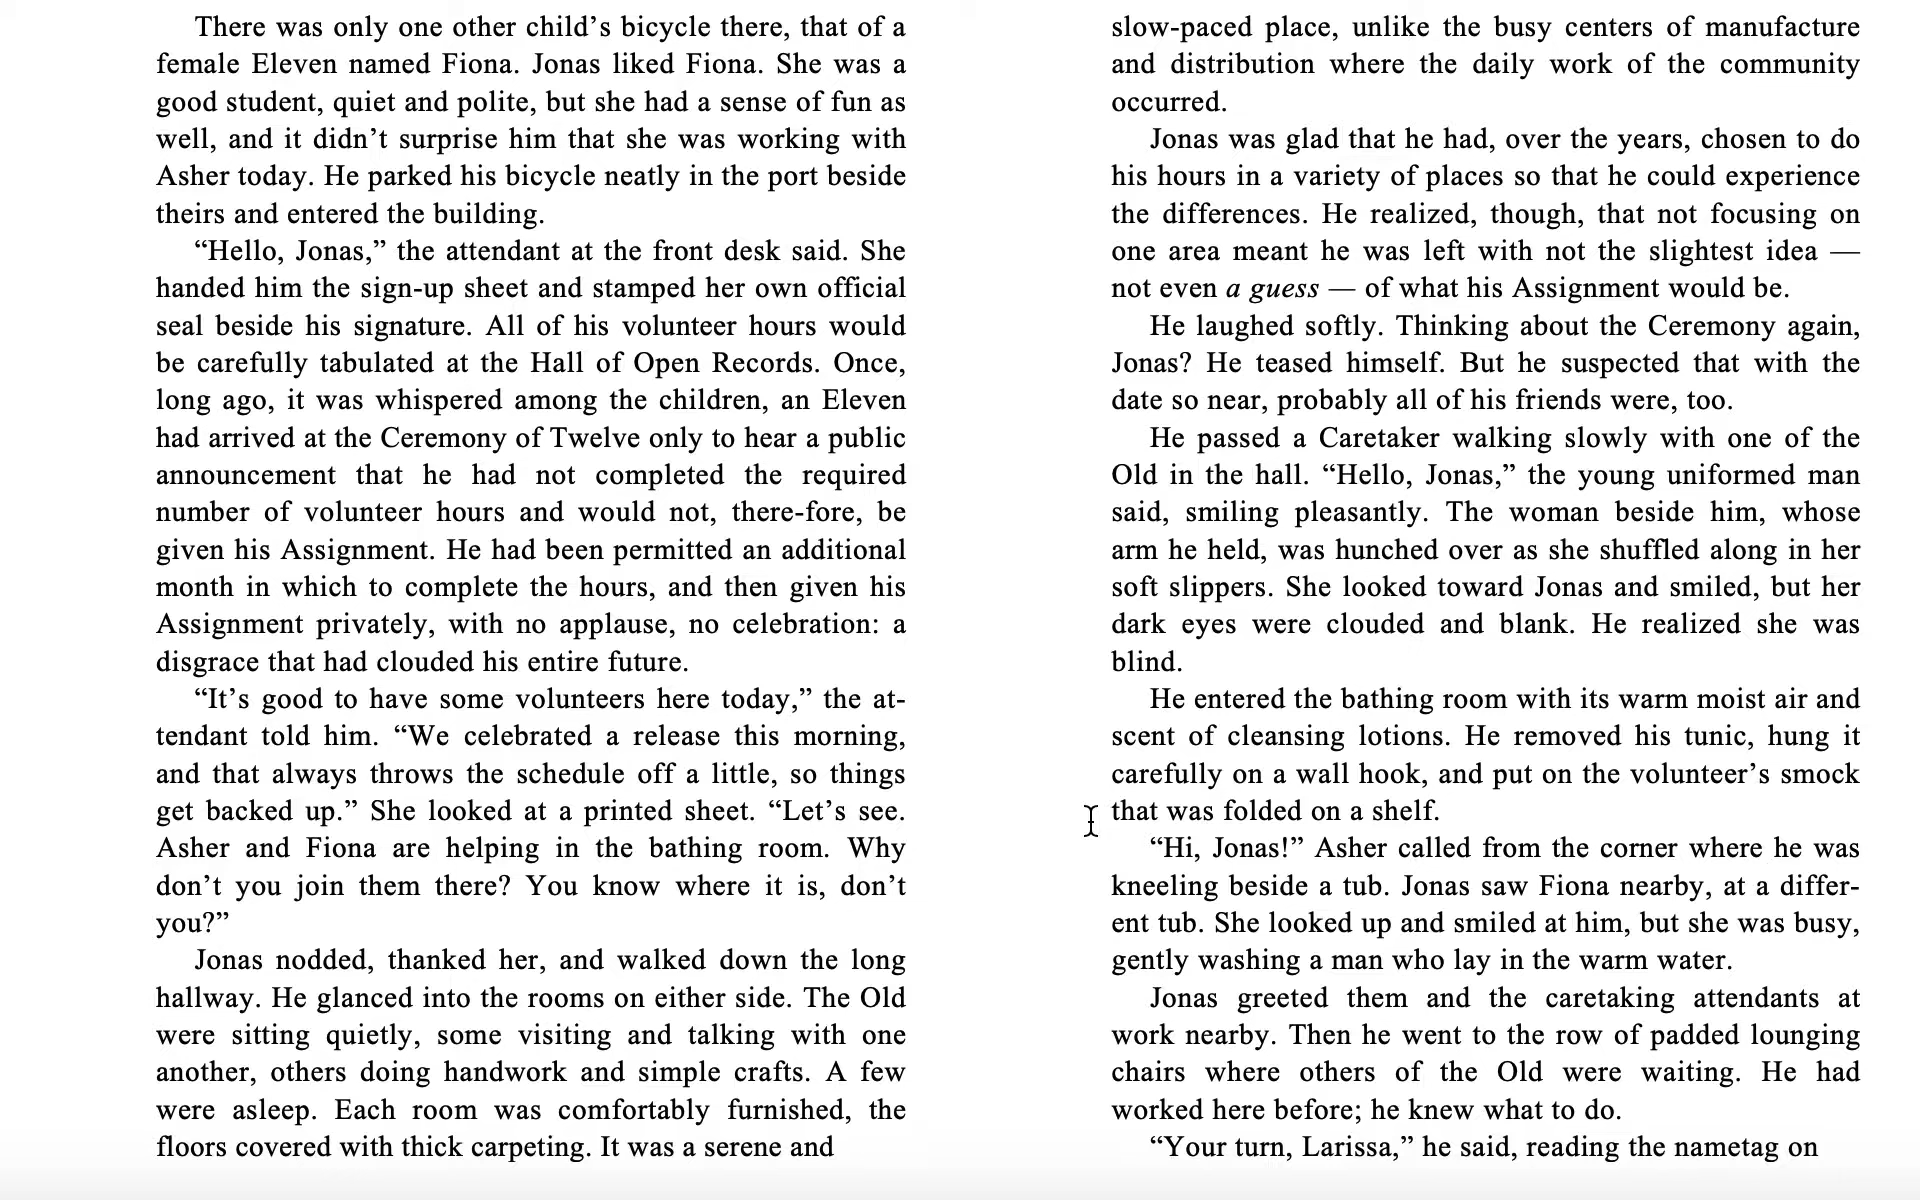 There was only one other child’s bicycle there, that of a
female Eleven named Fiona. Jonas liked Fiona. She was a
good student, quiet and polite, but she had a sense of fun as
well, and it didn’t surprise him that she was working with
Asher today. He parked his bicycle neatly in the port beside
theirs and entered the building.
“Hello, Jonas,” the attendant at the front desk said. She
handed him the sign-up sheet and stamped her own official
seal beside his signature. All of his volunteer hours would
be carefully tabulated at the Hall of Open Records. Once,
long ago, it was whispered among the children, an Eleven
had arrived at the Ceremony of Twelve only to hear a public
announcement that he had not completed the required
number of volunteer hours and would not, there-fore, be
given his Assignment. He had been permitted an additional
month in which to complete the hours, and then given his
Assignment privately, with no applause, no celebration: a
disgrace that had clouded his entire future.
“It’s good to have some volunteers here today,” the at-
tendant told him. “We celebrated a release this morning,
and that always throws the schedule off a little, so things
get backed up.” She looked at a printed sheet. “Let’s see.
Asher and Fiona are helping in the bathing room. Why
don’t you join them there? You know where it is, don’t
you?”
Jonas nodded, thanked her, and walked down the long
hallway. He glanced into the rooms on either side. The Old
were sitting quietly, some visiting and talking with one
another, others doing handwork and simple crafts. A few
were asleep. Each room was comfortably furnished, the
floors covered with thick carpeting. It was a serene and
slow-paced place, unlike the busy centers of manufacture
and distribution where the daily work of the community
occurred.
Jonas was glad that he had, over the years, chosen to do
his hours in a variety of places so that he could experience
the differences. He realized, though, that not focusing on
one area meant he was left with not the slightest idea —
not even a guess — of what his Assignment would be.
He laughed softly. Thinking about the Ceremony again,
Jonas? He teased himself. But he suspected that with the
date so near, probably all of his friends were, too.
He passed a Caretaker walking slowly with one of the
Old in the hall. “Hello, Jonas,” the young uniformed man
said, smiling pleasantly. The woman beside him, whose
arm he held, was hunched over as she shuffled along in her
soft slippers. She looked toward Jonas and smiled, but her
dark eyes were clouded and blank. He realized she was
blind.
He entered the bathing room with its warm moist air and
scent of cleansing lotions. He removed his tunic, hung it
carefully on a wall hook, and put on the volunteer’s smock
that was folded on a shelf.
“Hi, Jonas!” Asher called from the corner where he was
kneeling beside a tub. Jonas saw Fiona nearby, at a differ-
ent tub. She looked up and smiled at him, but she was busy,
gently washing a man who lay in the warm water.
Jonas greeted them and the caretaking attendants at
work nearby. Then he went to the row of padded lounging
chairs where others of the Old were waiting. He had
worked here before; he knew what to do.
“Your turn, Larissa,” he said, reading the nametag on